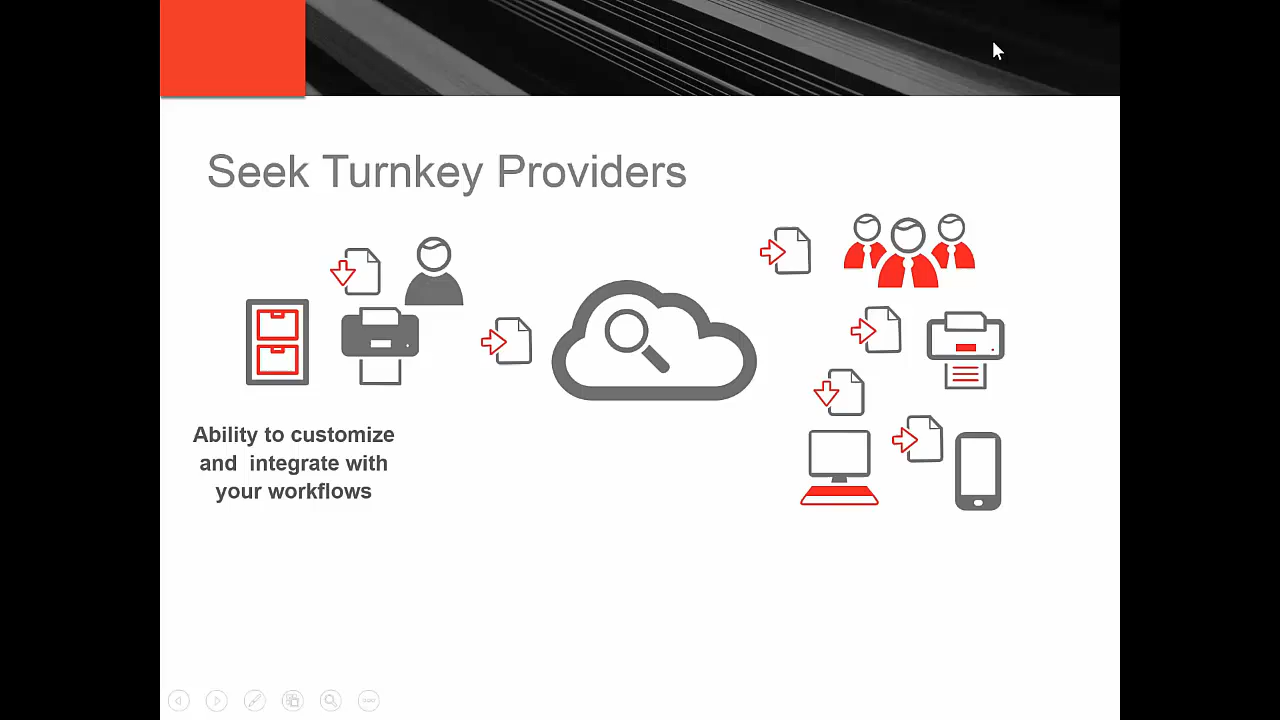 Seek Turnkey Providers
Ability to customize
and integrate with
your workflows